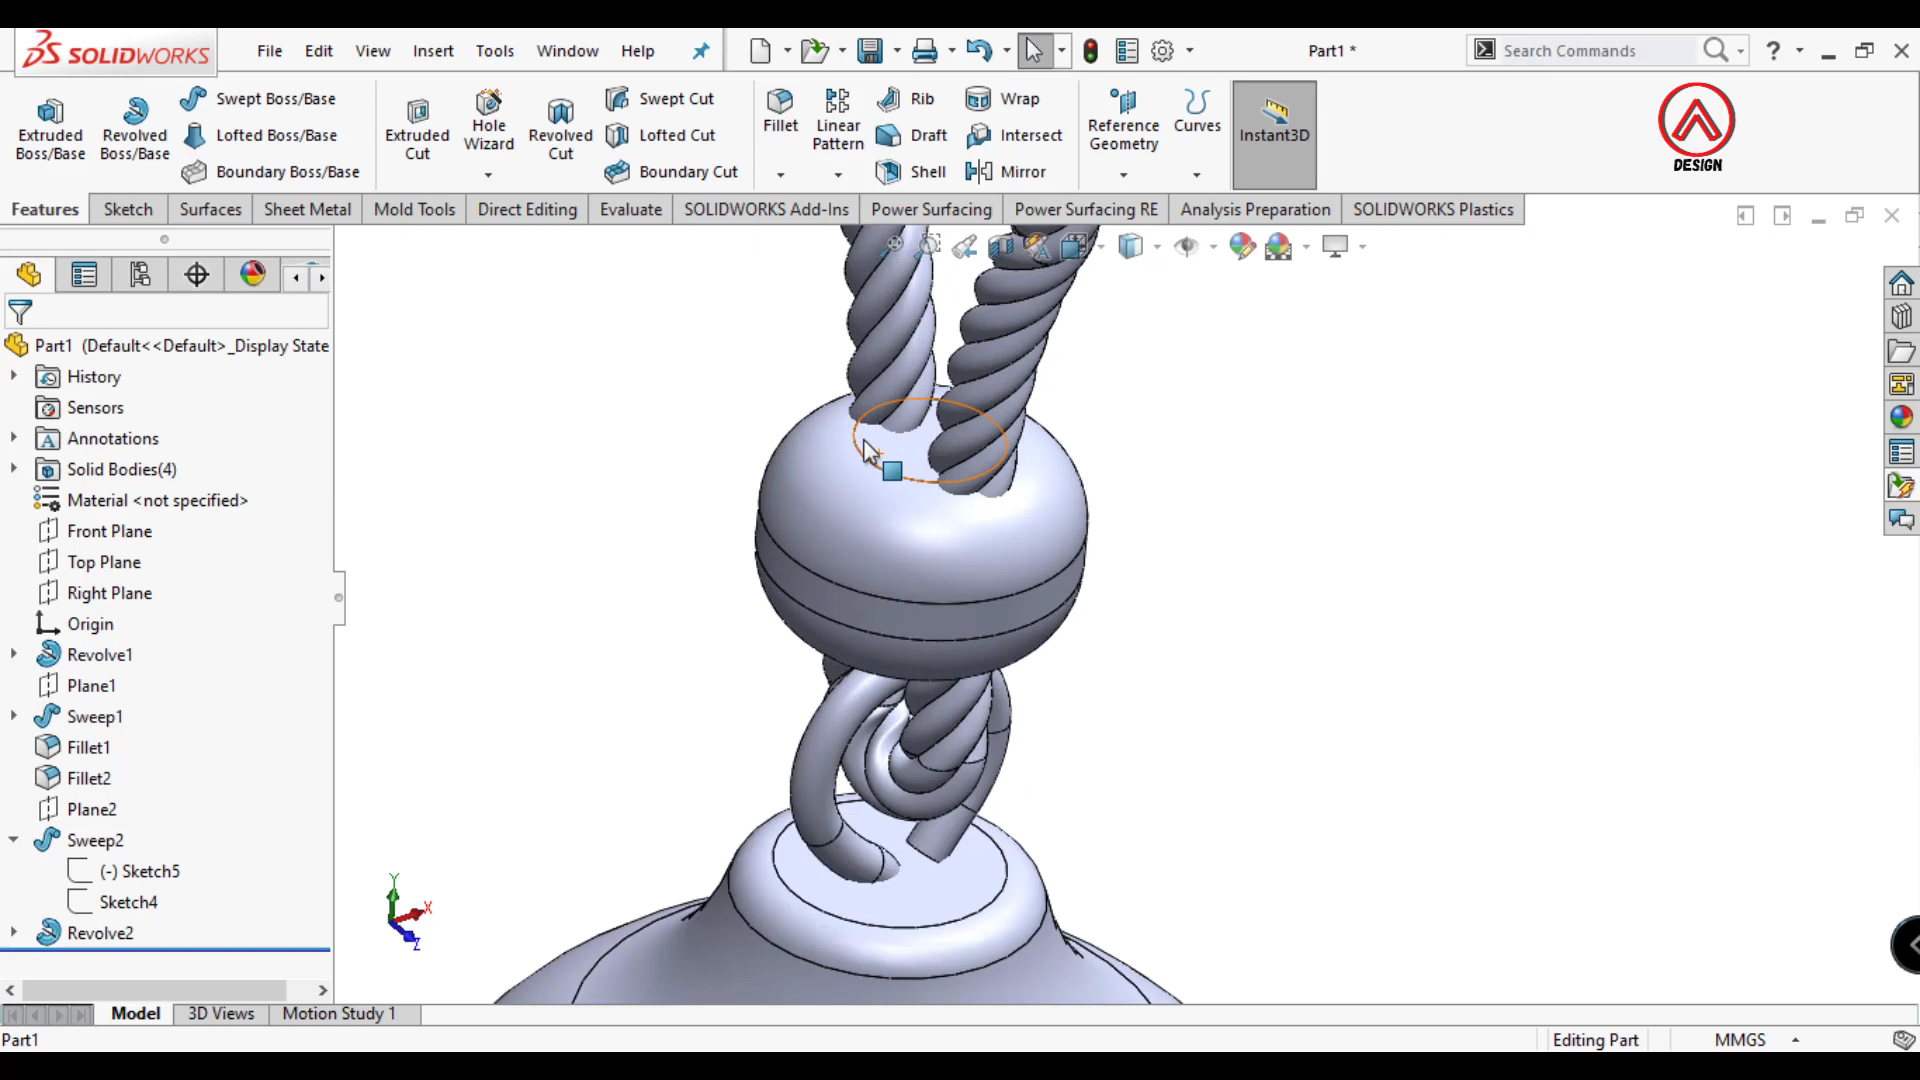 SOLIDWORKS
File Edit View Insert Tools Window Help
Part1 *
Search Commands
?
Extruded Boss/Base
Revolved Boss/Base
Swept Boss/Base
Lofted Boss/Base
Boundary Boss/Base
Extruded Cut
Hole Wizard
Revolved Cut
Swept Cut
Lofted Cut
Boundary Cut
Fillet
Linear Pattern
Rib
Draft
Shell
Wrap
Intersect
Mirror
Reference Geometry
Curves
Instant3D
DESIGN
Features Sketch Surfaces Sheet Metal Mold Tools Direct Editing Evaluate SOLIDWORKS Add-Ins Power Surfacing Power Surfacing RE Analysis Preparation SOLIDWORKS Plastics
Part1 (Default<<Default>_Display State
History
Sensors
Annotations
Solid Bodies(4)
Material <not specified>
Front Plane
Top Plane
Right Plane
Origin
Revolve1
Plane1
Sweep1
Fillet1
Fillet2
Plane2
Sweep2
(-) Sketch5
Sketch4
Revolve2
Y
X
Z
Model 3D Views Motion Study 1
Part1
Editing Part
MMGS